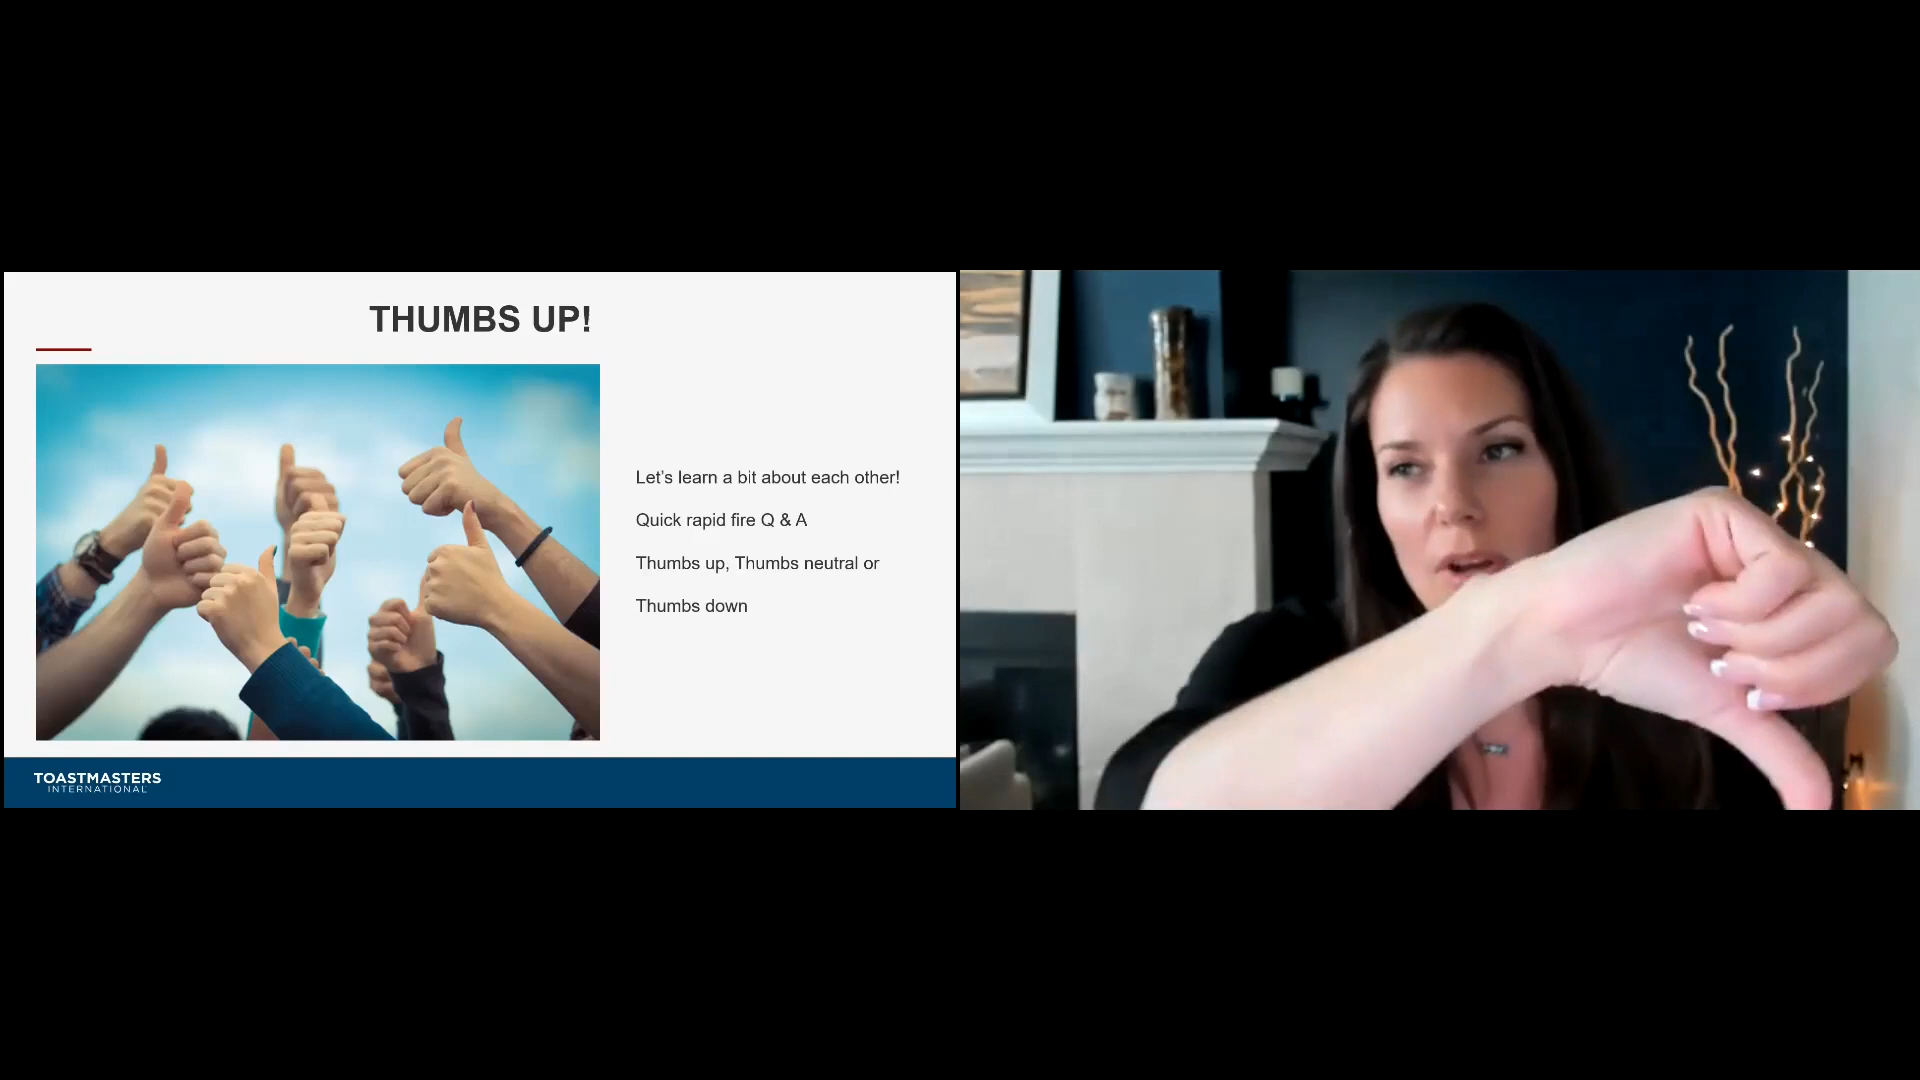 THUMBS UP!
Let's learn a bit about each other!
Quick rapid fire Q & A
Thumbs up, Thumbs neutral or
Thumbs down
TOASTMASTERS
INTERNATIONAL